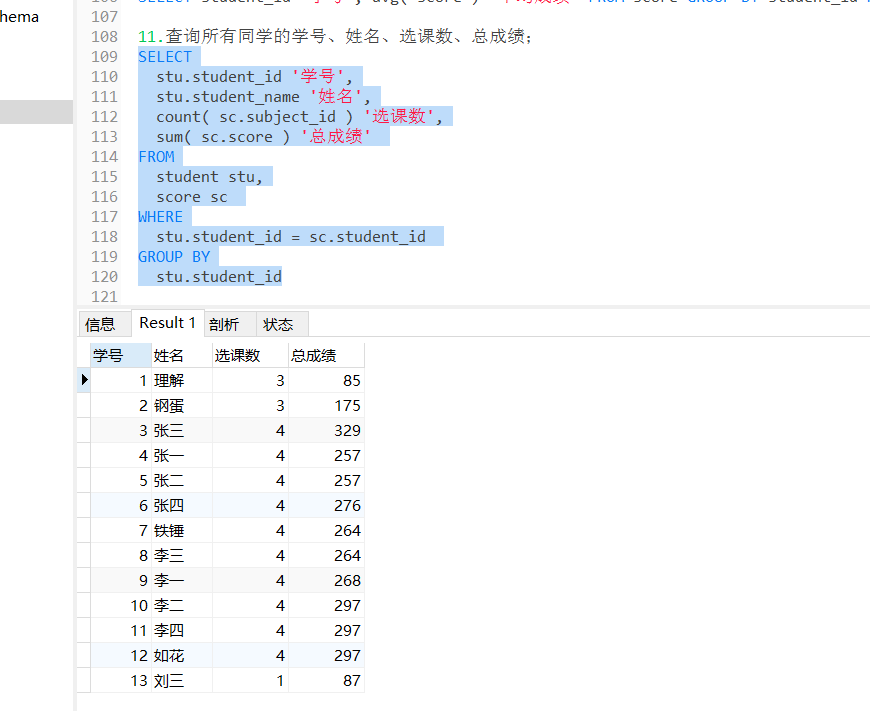 hema
107
108 11.查询所有同学的学号、姓名、选课数、总成绩;
109 SELECT
110 stu.student_id '学号',
111 stu.student_name '姓名',
112 count( sc.subject_id ) '选课数',
113 sum( sc.score ) '总成绩'
114 FROM
115 student stu,
116 score sc
117 WHERE
118 stu.student_id = sc.student_id
119 GROUP BY
120 stu.student_id
121
信息 Result 1 剖析 状态
学号 姓名 选课数 总成绩
1 理解 3 85
2 钢蛋 3 175
3 张三 4 329
4 张一 4 257
5 张二 4 257
6 张四 4 276
7 铁锤 4 264
8 李三 4 264
9 李一 4 268
10 李二 4 297
11 李四 4 297
12 如花 4 297
13 刘三 1 87